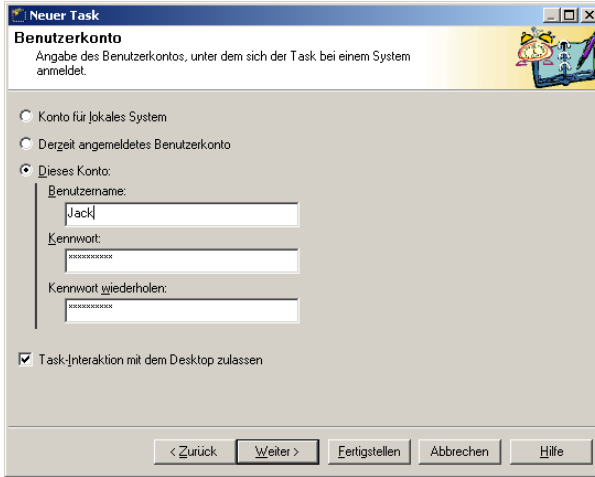 Neuer Task
Benutzerkonto
Angabe des Benutzerkontos, unter dem sich der Task bei einem System
anmeldet.
Konto für lokales System
Derzeit angemeldetes Benutzerkonto
Dieses Konto:
Benutzername:
Jack
Kennwort:
xxxxxxxxxx
Kennwort wiederholen:
xxxxxxxxxx
Task-Interaktion mit dem Desktop zulassen
< Zurück Weiter > Fertigstellen Abbrechen Hilfe